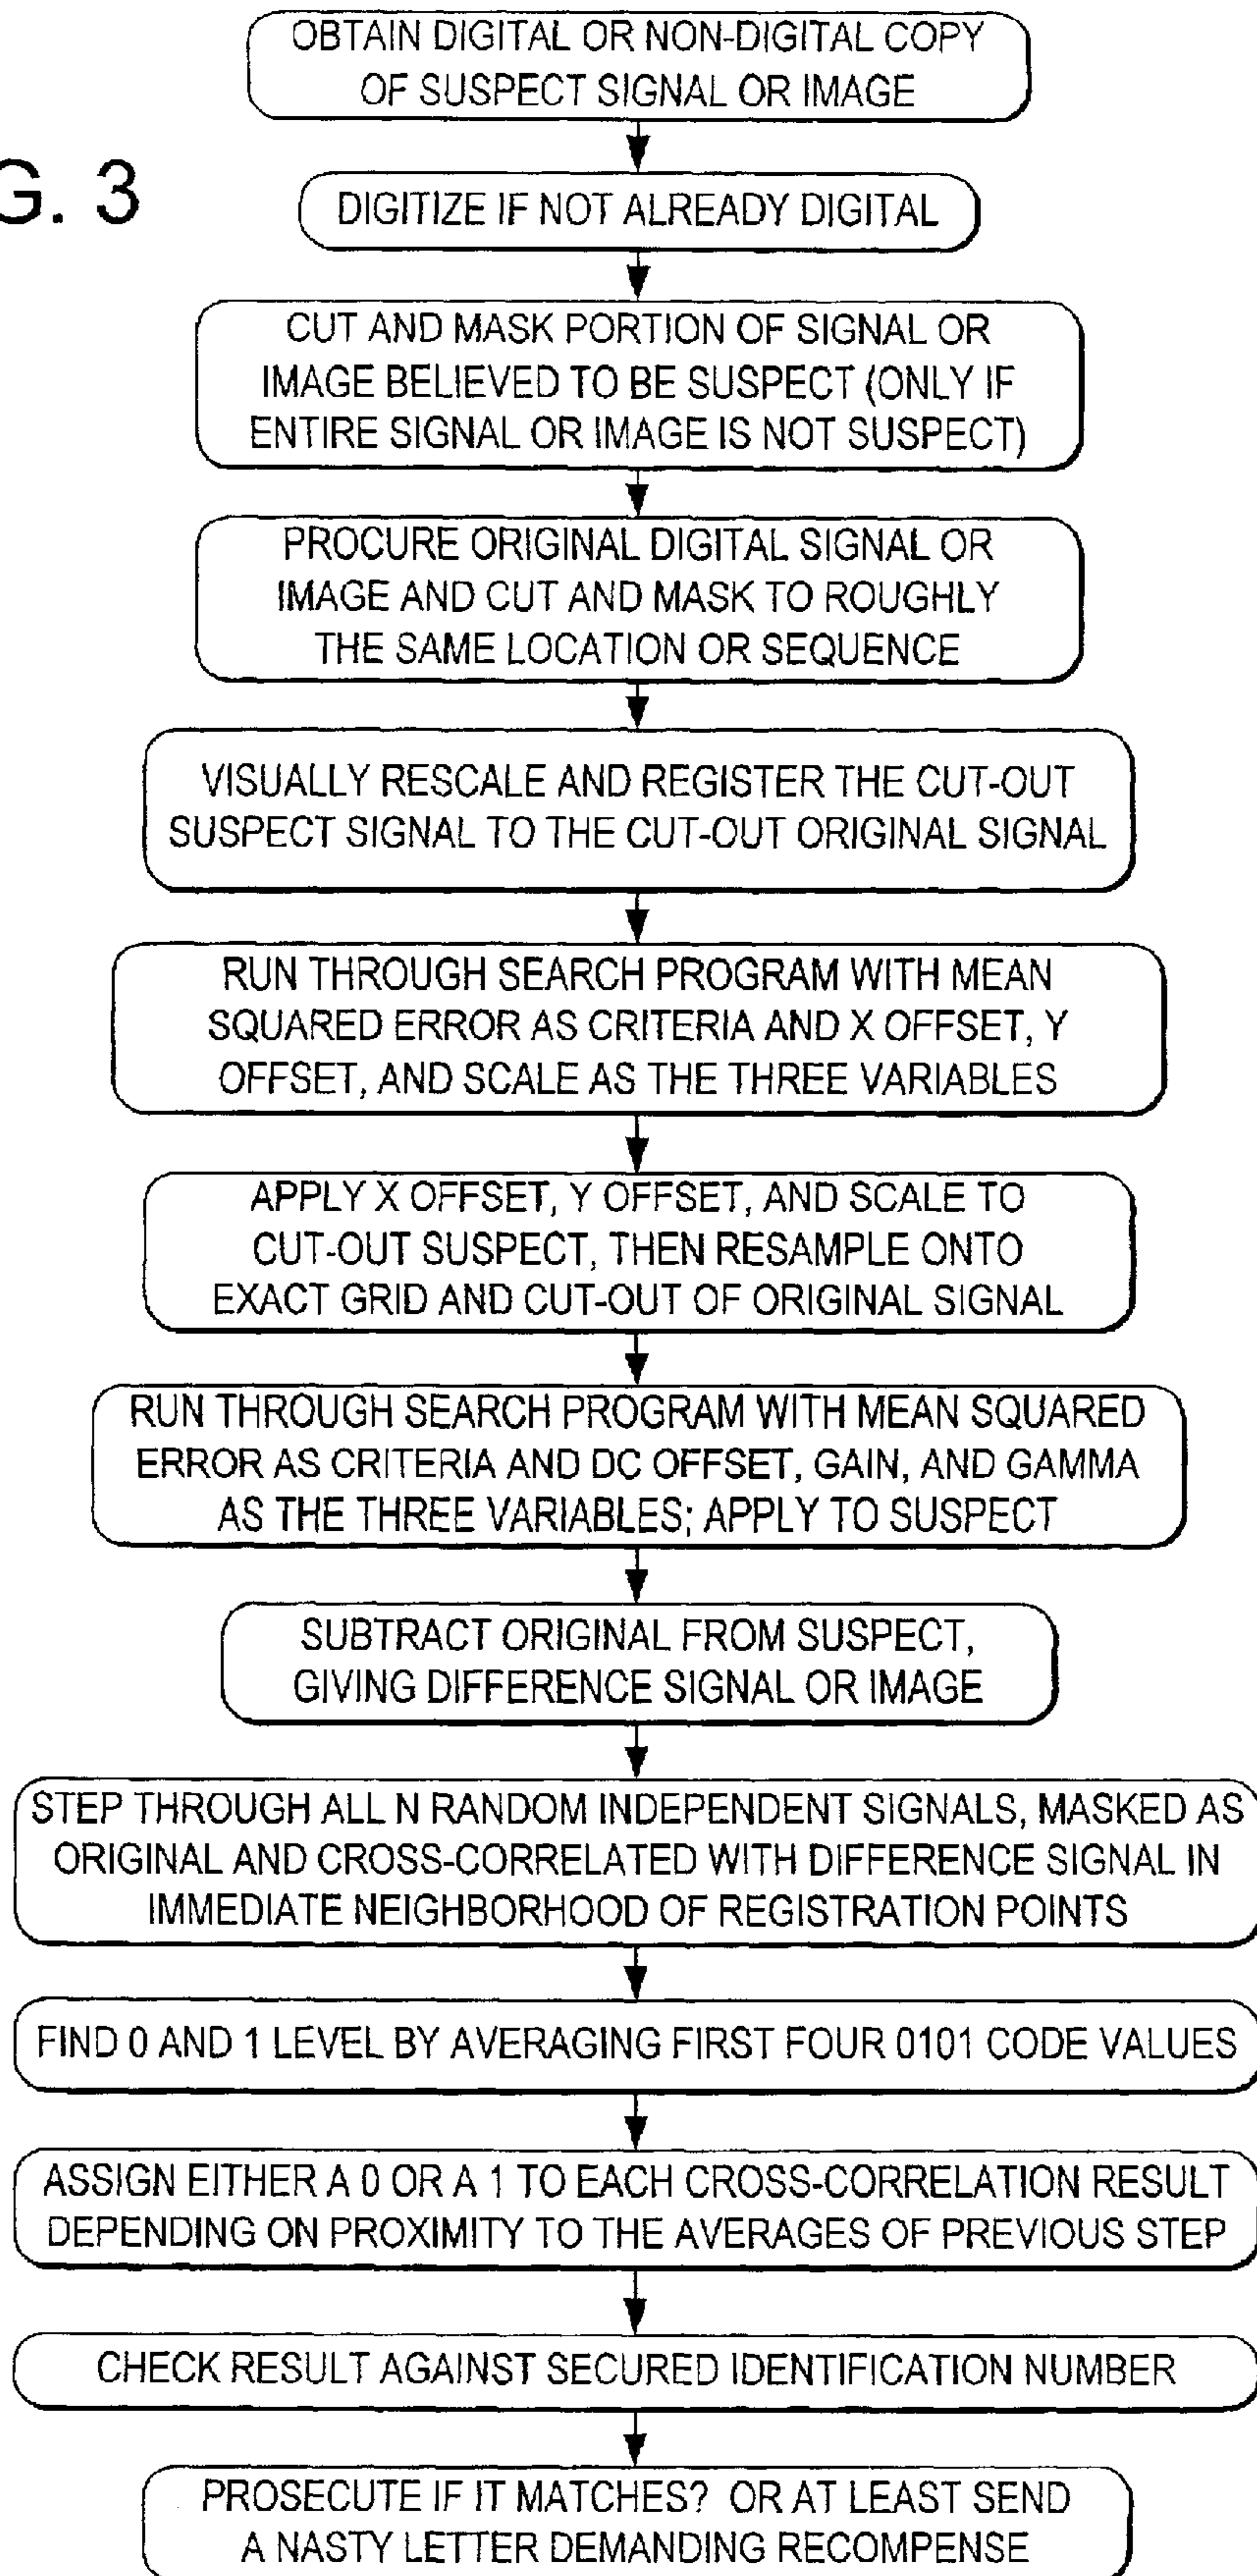 OBTAIN DIGITAL OR NON-DIGITAL COPY
OF SUSPECT SIGNAL OR IMAGE
G. 3
DIGITIZE IF NOT ALREADY DIGITAL
CUT AND MASK PORTION OF SIGNAL OR
IMAGE BELIEVED TO BE SUSPECT (ONLY IF
ENTIRE SIGNAL OR IMAGE IS NOT SUSPECT)
PROCURE ORIGINAL DIGITAL SIGNAL OR
IMAGE AND CUT AND MASK TO ROUGHLY
THE SAME LOCATION OR SEQUENCE
VISUALLY RESCALE AND REGISTER THE CUT-OUT
SUSPECT SIGNAL TO THE CUT-OUT ORIGINAL SIGNAL
RUN THROUGH SEARCH PROGRAM WITH MEAN
SQUARED ERROR AS CRITERIA AND X OFFSET, Y
OFFSET, AND SCALE AS THE THREE VARIABLES
APPLY X OFFSET, Y OFFSET, AND SCALE TO
CUT-OUT SUSPECT, THEN RESAMPLE ONTO
EXACT GRID AND CUT-OUT OF ORIGINAL SIGNAL
RUN THROUGH SEARCH PROGRAM WITH MEAN SQUARED
ERROR AS CRITERIA AND DC OFFSET, GAIN, AND GAMMA
AS THE THREE VARIABLES; APPLY TO SUSPECT
SUBTRACT ORIGINAL FROM SUSPECT,
GIVING DIFFERENCE SIGNAL OR IMAGE
STEP THROUGH ALL N RANDOM INDEPENDENT SIGNALS, MASKED AS
ORIGINAL AND CROSS-CORRELATED WITH DIFFERENCE SIGNAL IN
IMMEDIATE NEIGHBORHOOD OF REGISTRATION POINTS
FIND 0 AND 1 LEVEL BY AVERAGING FIRST FOUR 0101 CODE VALUES
ASSIGN EITHER A 0 OR A 1 TO EACH CROSS-CORRELATION RESULT
DEPENDING ON PROXIMITY TO THE AVERAGES OF PREVIOUS STEP
CHECK RESULT AGAINST SECURED IDENTIFICATION NUMBER
PROSECUTE IF IT MATCHES? OR AT LEAST SEND
A NASTY LETTER DEMANDING RECOMPENSE